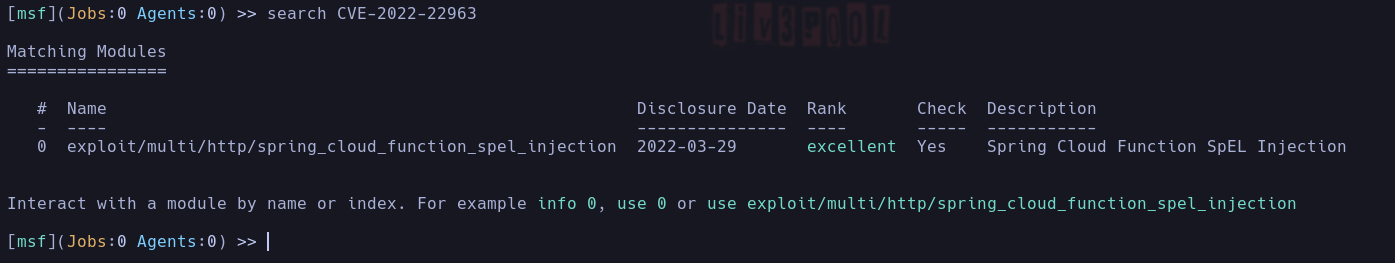 [msf](Jobs:0 Agents:0) >> search CVE-2022-22963
Liv3P00l
Matching Modules
================
#  Name                                                     Disclosure Date  Rank       Check  Description
-  ----                                                     ---------------  ----       -----  -----------
0  exploit/multi/http/spring_cloud_function_spel_injection  2022-03-29       excellent  Yes    Spring Cloud Function SpEL Injection
Interact with a module by name or index. For example info 0, use 0 or use exploit/multi/http/spring_cloud_function_spel_injection
[msf](Jobs:0 Agents:0) >>